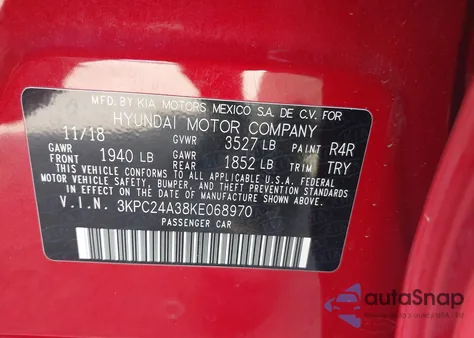 MFD. BY KIA MOTORS MEXICO S.A. DE C.V. FOR
HYUNDAI MOTOR COMPANY
11/18 GVWR 3527 LB PAINT R4R
GAWR FRONT 1940 LB GAWR REAR 1852 LB TRIM TRY
THIS VEHICLE CONFORMS TO ALL APPLICABLE U.S.A. FEDERAL
MOTOR VEHICLE SAFETY, BUMPER, AND THEFT PREVENTION STANDARDS
IN EFFECT ON THE DATE OF MANUFACTURE SHOWN ABOVE.
V.I.N. 3KPC24A38KE068970
PASSENGER CAR
autoSnap